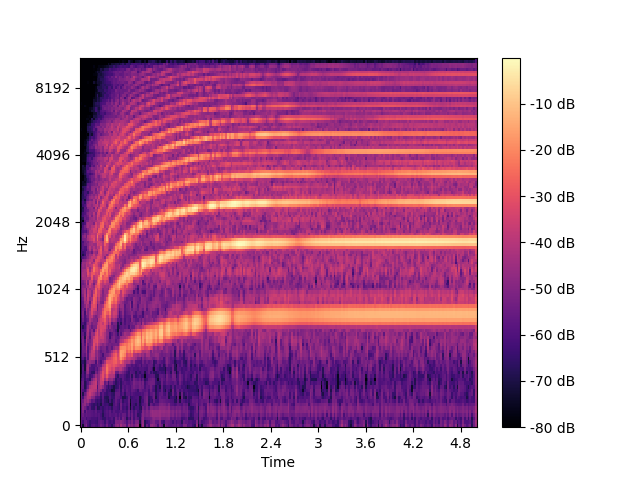 8192
4096
2048
1024
512
0
Hz
0 0.6 1.2 1.8 2.4 3 3.6 4.2 4.8
Time
-10 dB
-20 dB
-30 dB
-40 dB
-50 dB
-60 dB
-70 dB
-80 dB